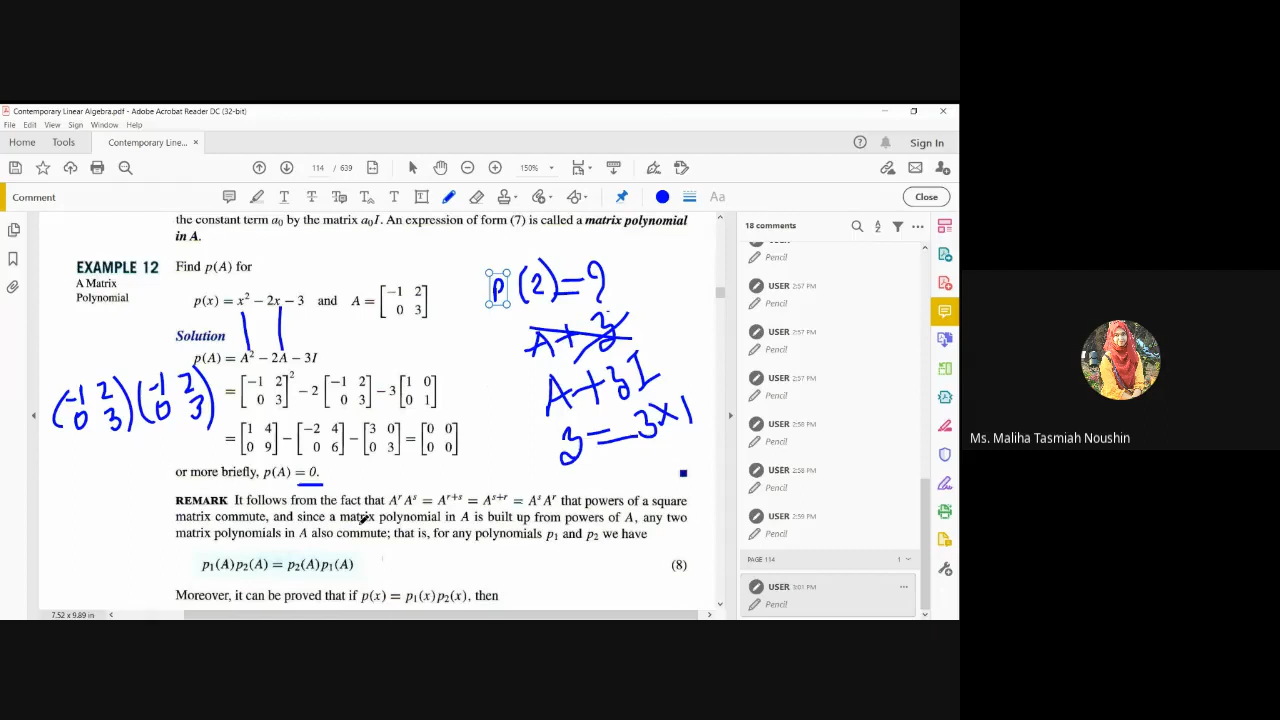 Contemporary Linear Algebra.pdf - Adobe Acrobat Reader DC (32-bit)
File Edit View Sign Window Help
Home Tools Contemporary Line... × Sign In
114 / 639 150%
Comment Aa Close
the constant term a₀ by the matrix a₀I. An expression of form (7) is called a matrix polynomial
in A.
EXAMPLE 12 Find p(A) for
A Matrix
Polynomial
p(x) = x² − 2x − 3 and A = [−1 2; 0 3]
Solution
p(A) = A² − 2A − 3I
= [−1 2; 0 3]² − 2 [−1 2; 0 3] − 3 [1 0; 0 1]
= [1 4; 0 9] − [−2 4; 0 6] − [3 0; 0 3] = [0 0; 0 0]
or more briefly, p(A) = 0.
REMARK It follows from the fact that AʳAˢ = Aʳ⁺ˢ = Aˢ⁺ʳ = AˢAʳ that powers of a square
matrix commute, and since a matrix polynomial in A is built up from powers of A, any two
matrix polynomials in A also commute; that is, for any polynomials p₁ and p₂ we have
p₁(A)p₂(A) = p₂(A)p₁(A) (8)
Moreover, it can be proved that if p(x) = p₁(x)p₂(x), then
(−1 2; 0 3) (−1 2; 0 3)
p (2) = ?
A + 3
A + 3I
3 = 3 × 1
7.52 x 9.89 in
18 comments
Pencil
USER 2:57 PM
Pencil
USER 2:57 PM
Pencil
USER 2:57 PM
Pencil
USER 2:58 PM
Pencil
USER 2:58 PM
Pencil
USER 2:59 PM
Pencil
PAGE 114 1
USER 3:01 PM
Pencil
Ms. Maliha Tasmiah Noushin